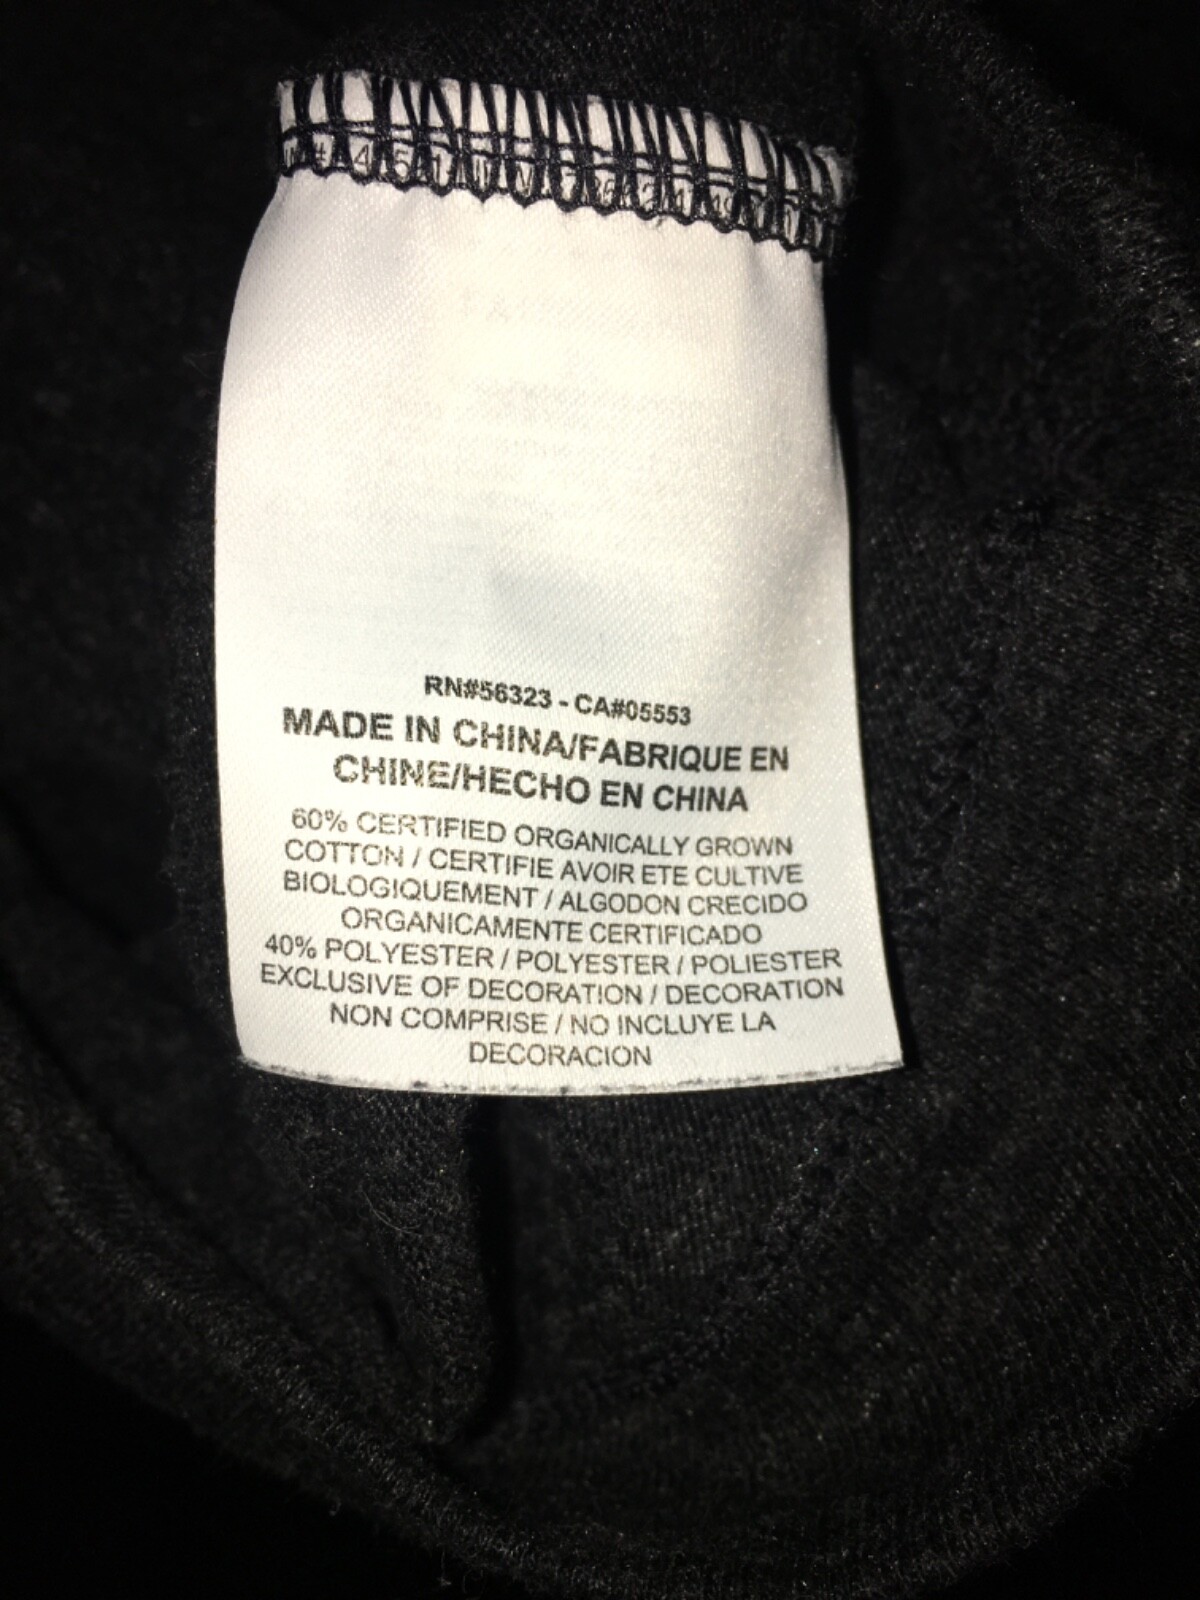 RN#56323 - CA#05553
MADE IN CHINA/FABRIQUE EN
CHINE/HECHO EN CHINA
60% CERTIFIED ORGANICALLY GROWN
COTTON / CERTIFIE AVOIR ETE CULTIVE
BIOLOGIQUEMENT / ALGODON CRECIDO
ORGANICAMENTE CERTIFICADO
40% POLYESTER / POLYESTER / POLIESTER
EXCLUSIVE OF DECORATION / DECORATION
NON COMPRISE / NO INCLUYE LA
DECORACION